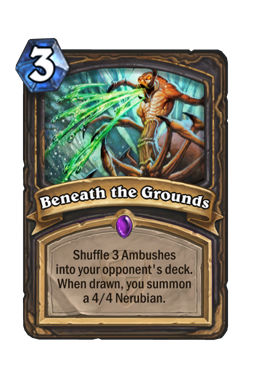 3
Beneath the Grounds
Shuffle 3 Ambushes
into your opponent's deck.
When drawn, you summon
a 4/4 Nerubian.